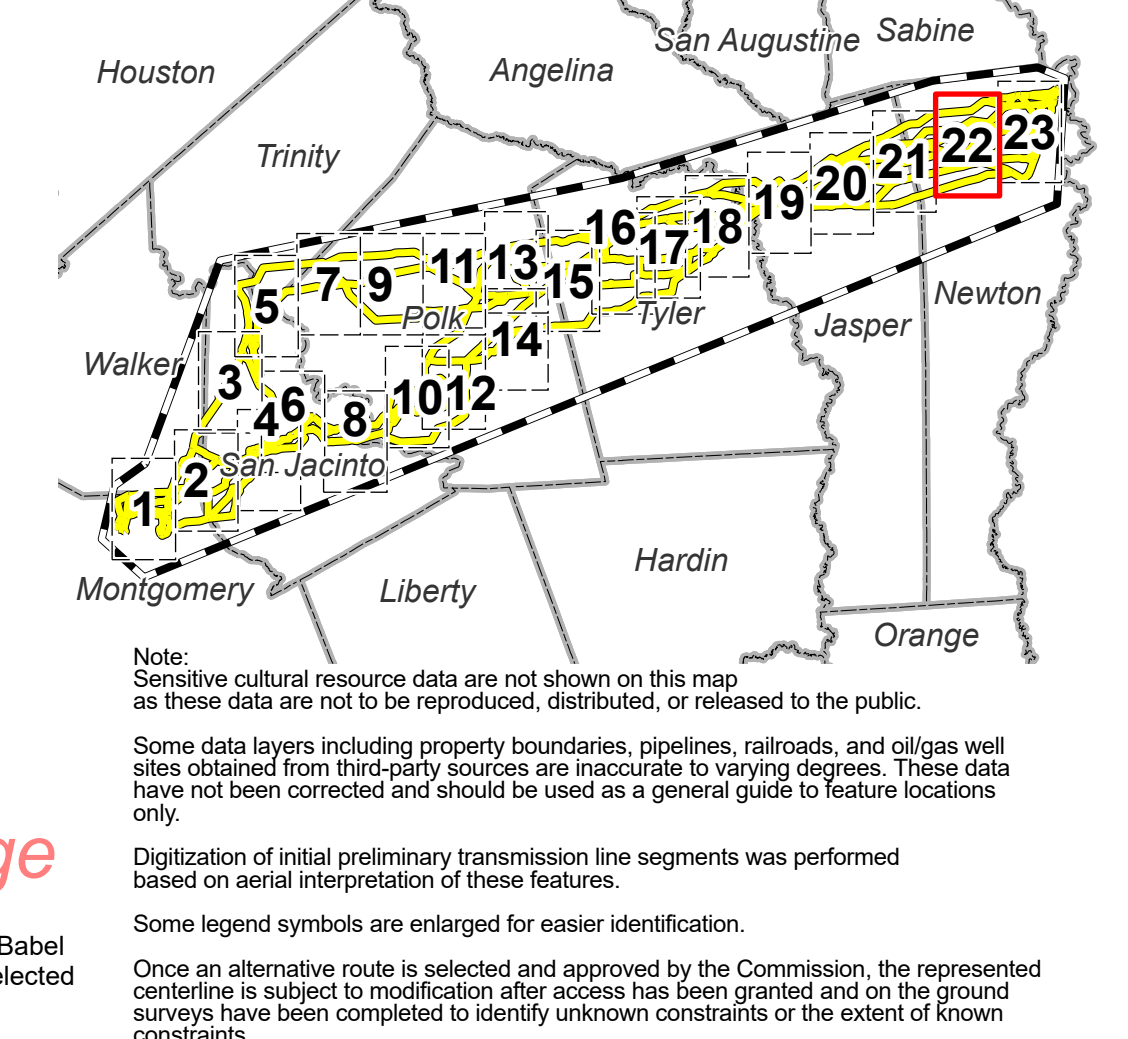 San Augustine
Sabine
Houston
Angelina
Trinity
23
22
21
20
19
16
18
17
13
11
15
7
9
5
Newton
Polk
Tyler
Jasper
14
Walker
3
10
12
6
4
8
San Jacinto
2
1
Hardin
Montgomery
Liberty
Orange
Note:
Sensitive cultural resource data are not shown on this map
as these data are not to be reproduced, distributed, or released to the public.
Some data layers including property boundaries, pipelines, railroads, and oil/gas well
sites obtained from third-party sources are inaccurate to varying degrees. These data
have not been corrected and should be used as a general guide to feature locations
only.
ge
Digitization of initial preliminary transmission line segments was performed
based on aerial interpretation of these features.
Some legend symbols are enlarged for easier identification.
Babel
elected
Once an alternative route is selected and approved by the Commission, the represented
centerline is subject to modification after access has been granted and on the ground
surveys have been completed to identify unknown constraints or the extent of known
constraints.